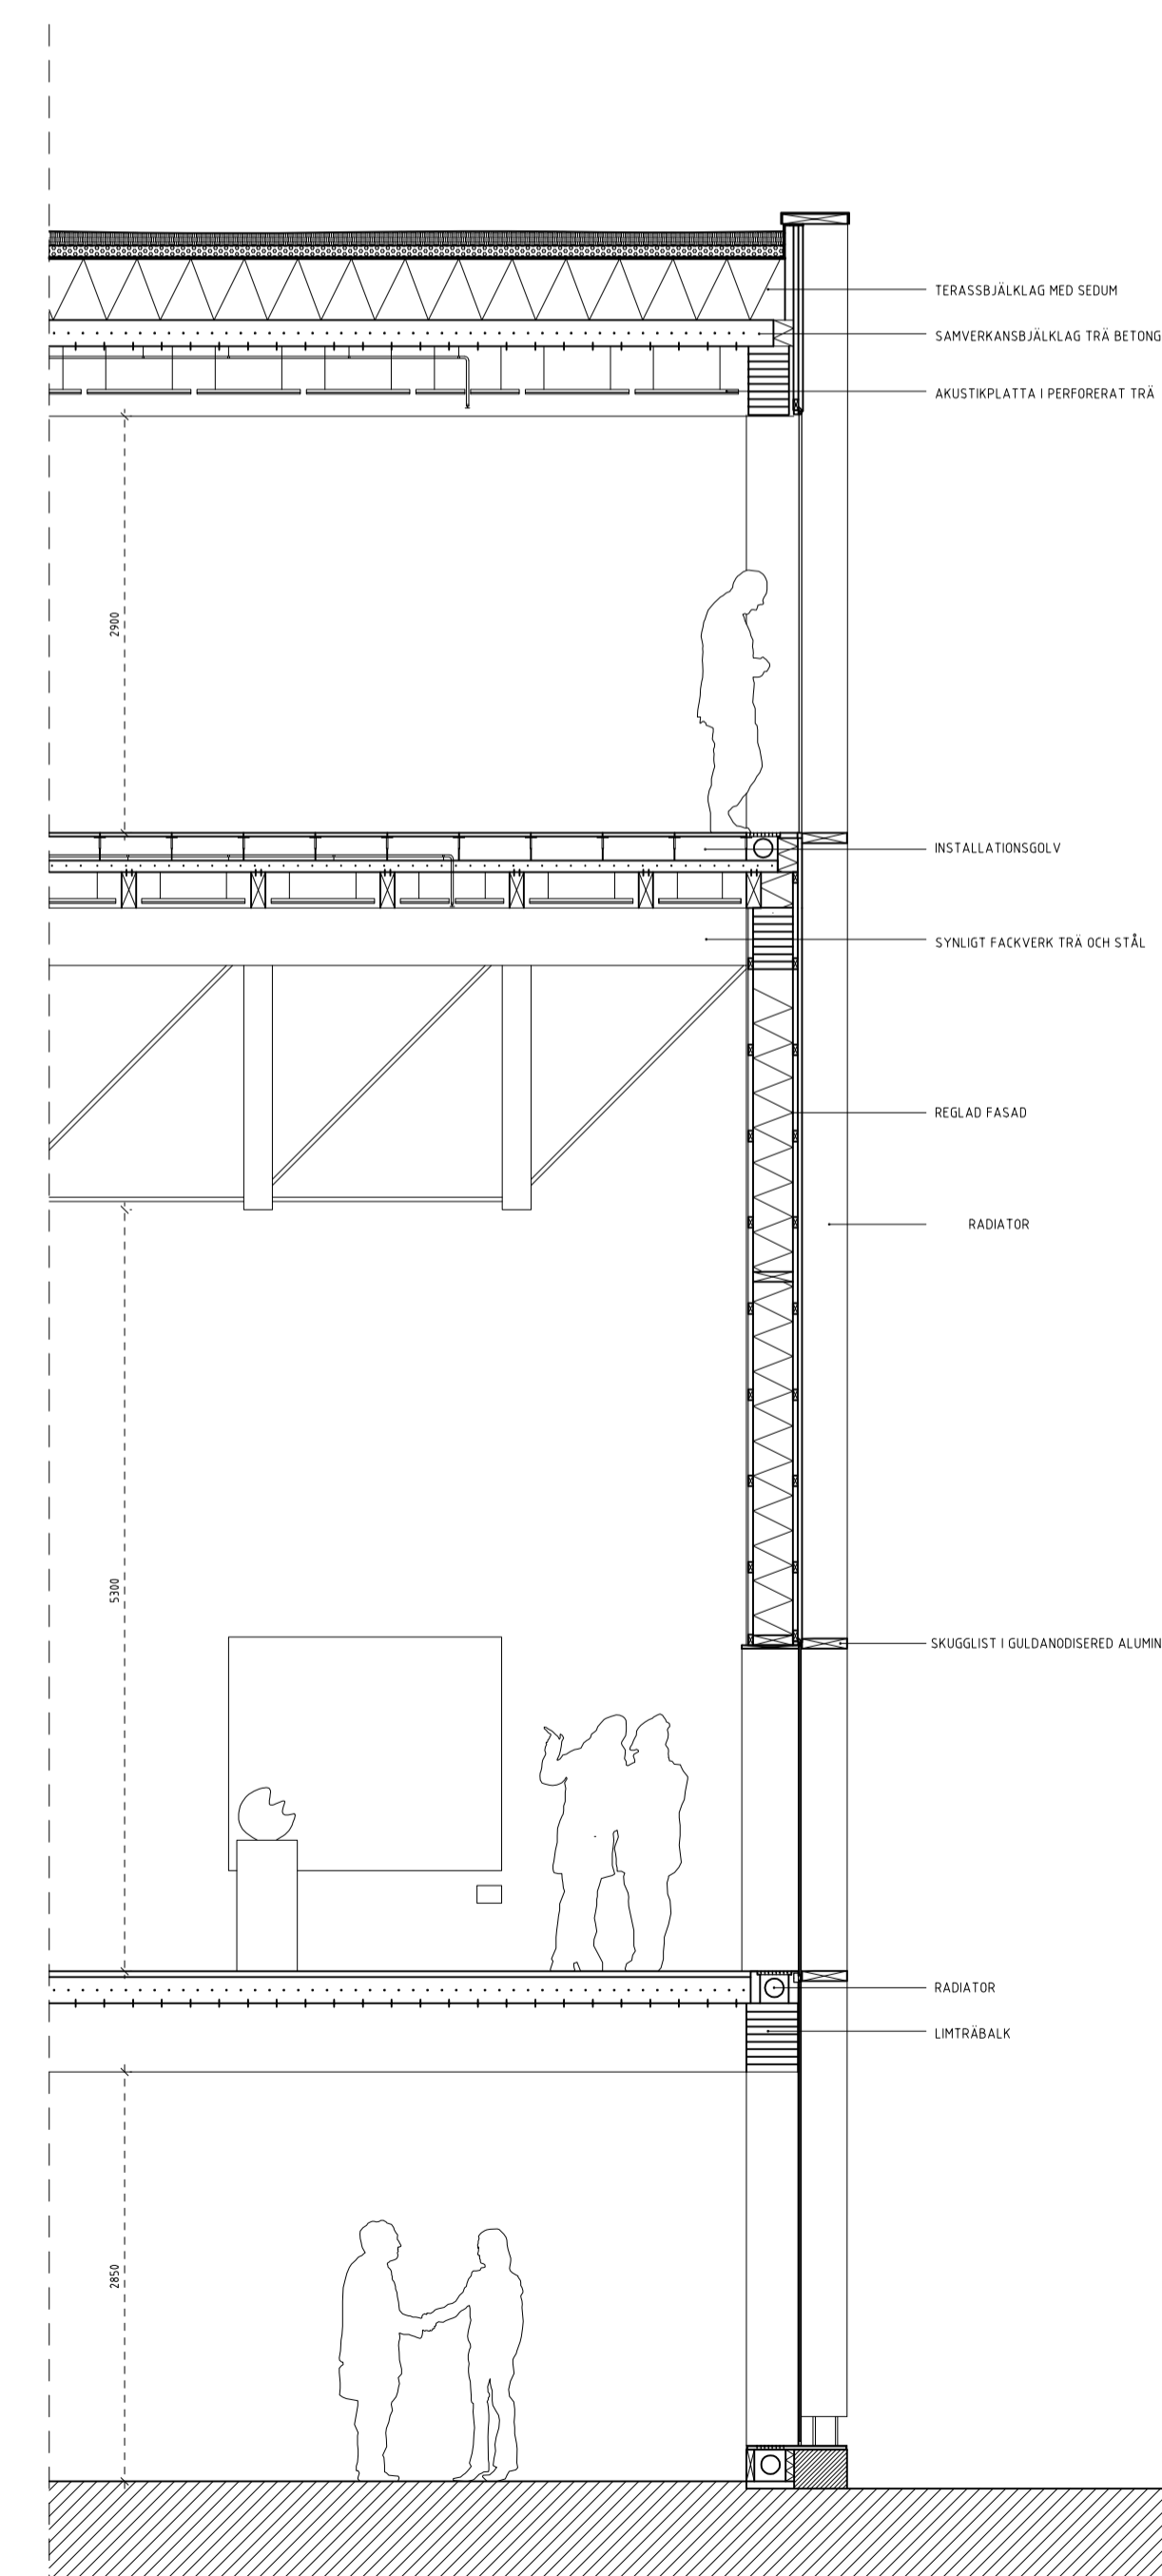 TERASSBJÄLKLAG MED SEDUM
SAMVERKANSBJÄLKLAG TRÄ BETONG
AKUSTIKPLATTA I PERFORERAT TRÄ
2900
INSTALLATIONSGOLV
SYNLIGT FACKVERK TRÄ OCH STÅL
REGLAD FASAD
RADIATOR
5300
SKUGGLIST I GULDANODISERED ALUMIN
RADIATOR
LIMTRÄBALK
2850